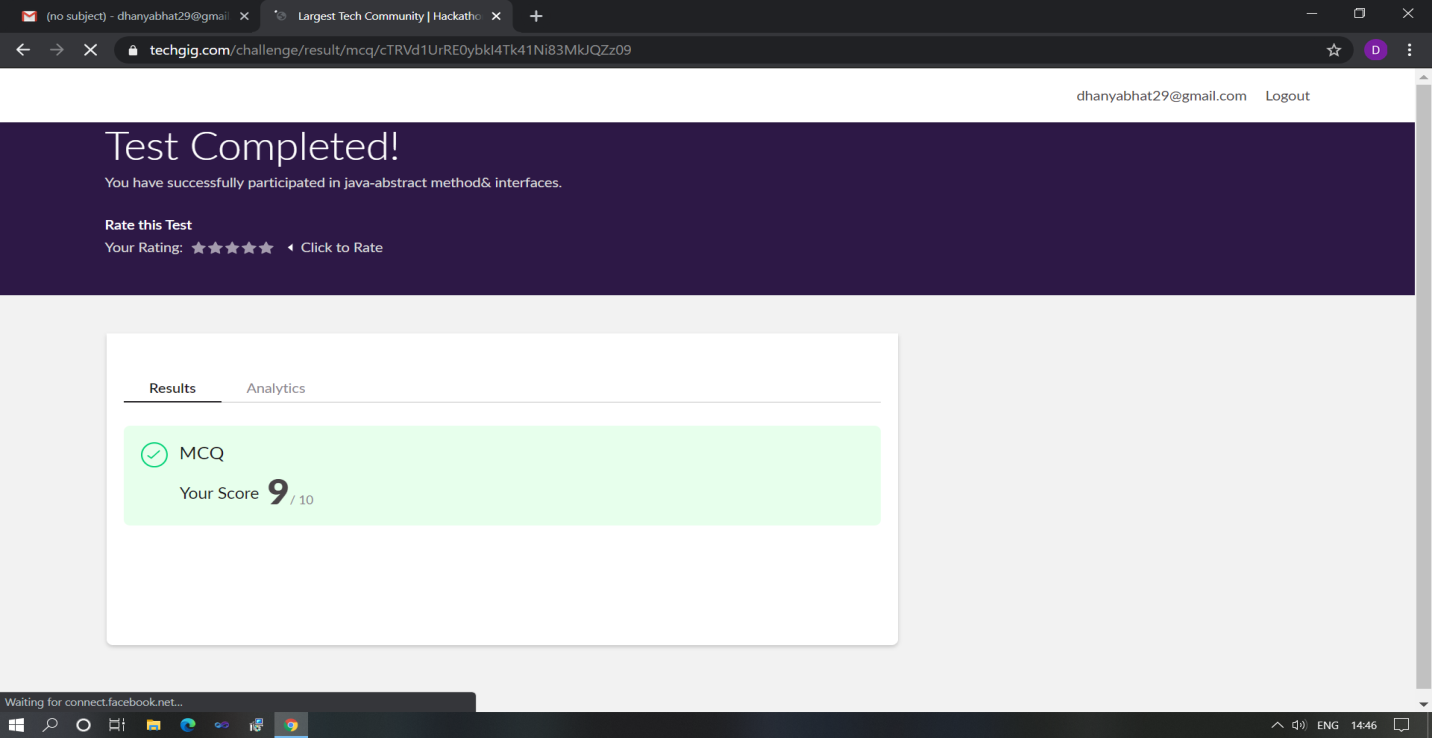 (no subject) - dhanyabhat29@gmail
Largest Tech Community | Hackatho
techgig.com/challenge/result/mcq/cTRVd1UrRE0ybkI4Tk41Ni83MkJQZz09
D
dhanyabhat29@gmail.com Logout
Test Completed!
You have successfully participated in java-abstract method& interfaces.
Rate this Test
Your Rating: Click to Rate
Results Analytics
MCQ
Your Score 9 / 10
Waiting for connect.facebook.net...
ENG 14:46